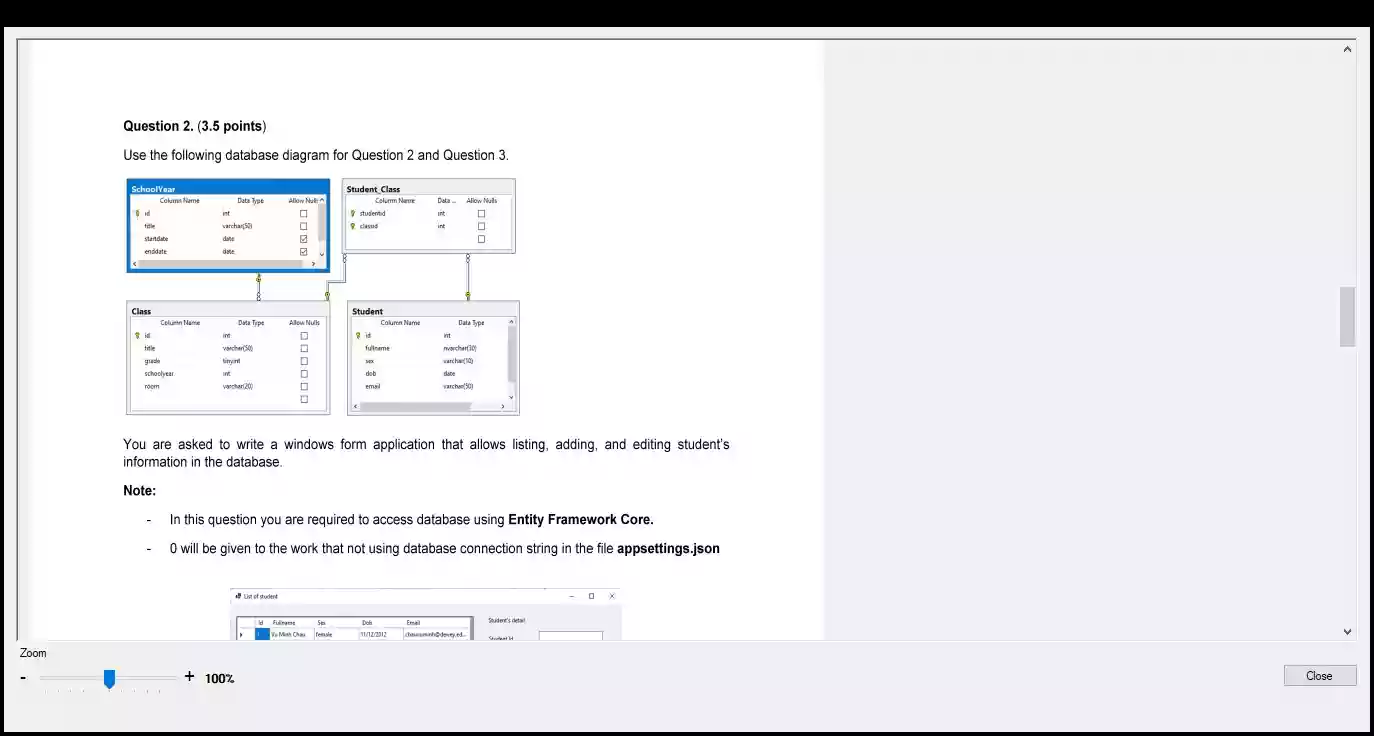 Question 2. (3.5 points)
Use the following database diagram for Question 2 and Question 3.
SchoolYear
Column Name Data Type Allow Nulls
id int
title varchar(50)
startdate date
enddate date
Student_Class
Column Name Data ... Allow Nulls
studentid int
classid int
Class
Column Name Data Type Allow Nulls
id int
title varchar(50)
grade tinyint
schoolyear int
room varchar(20)
Student
Column Name Data Type
id int
fullname nvarchar(30)
sex varchar(10)
dob date
email varchar(50)
You are asked to write a windows form application that allows listing, adding, and editing student's
information in the database.
Note:
- In this question you are required to access database using Entity Framework Core.
- 0 will be given to the work that not using database connection string in the file appsettings.json
List of student
Id Fullname Sex Dob Email
1 Vu Minh Chau female 11/12/2012
Student's detail
Student Id
Zoom
- + 100%
Close